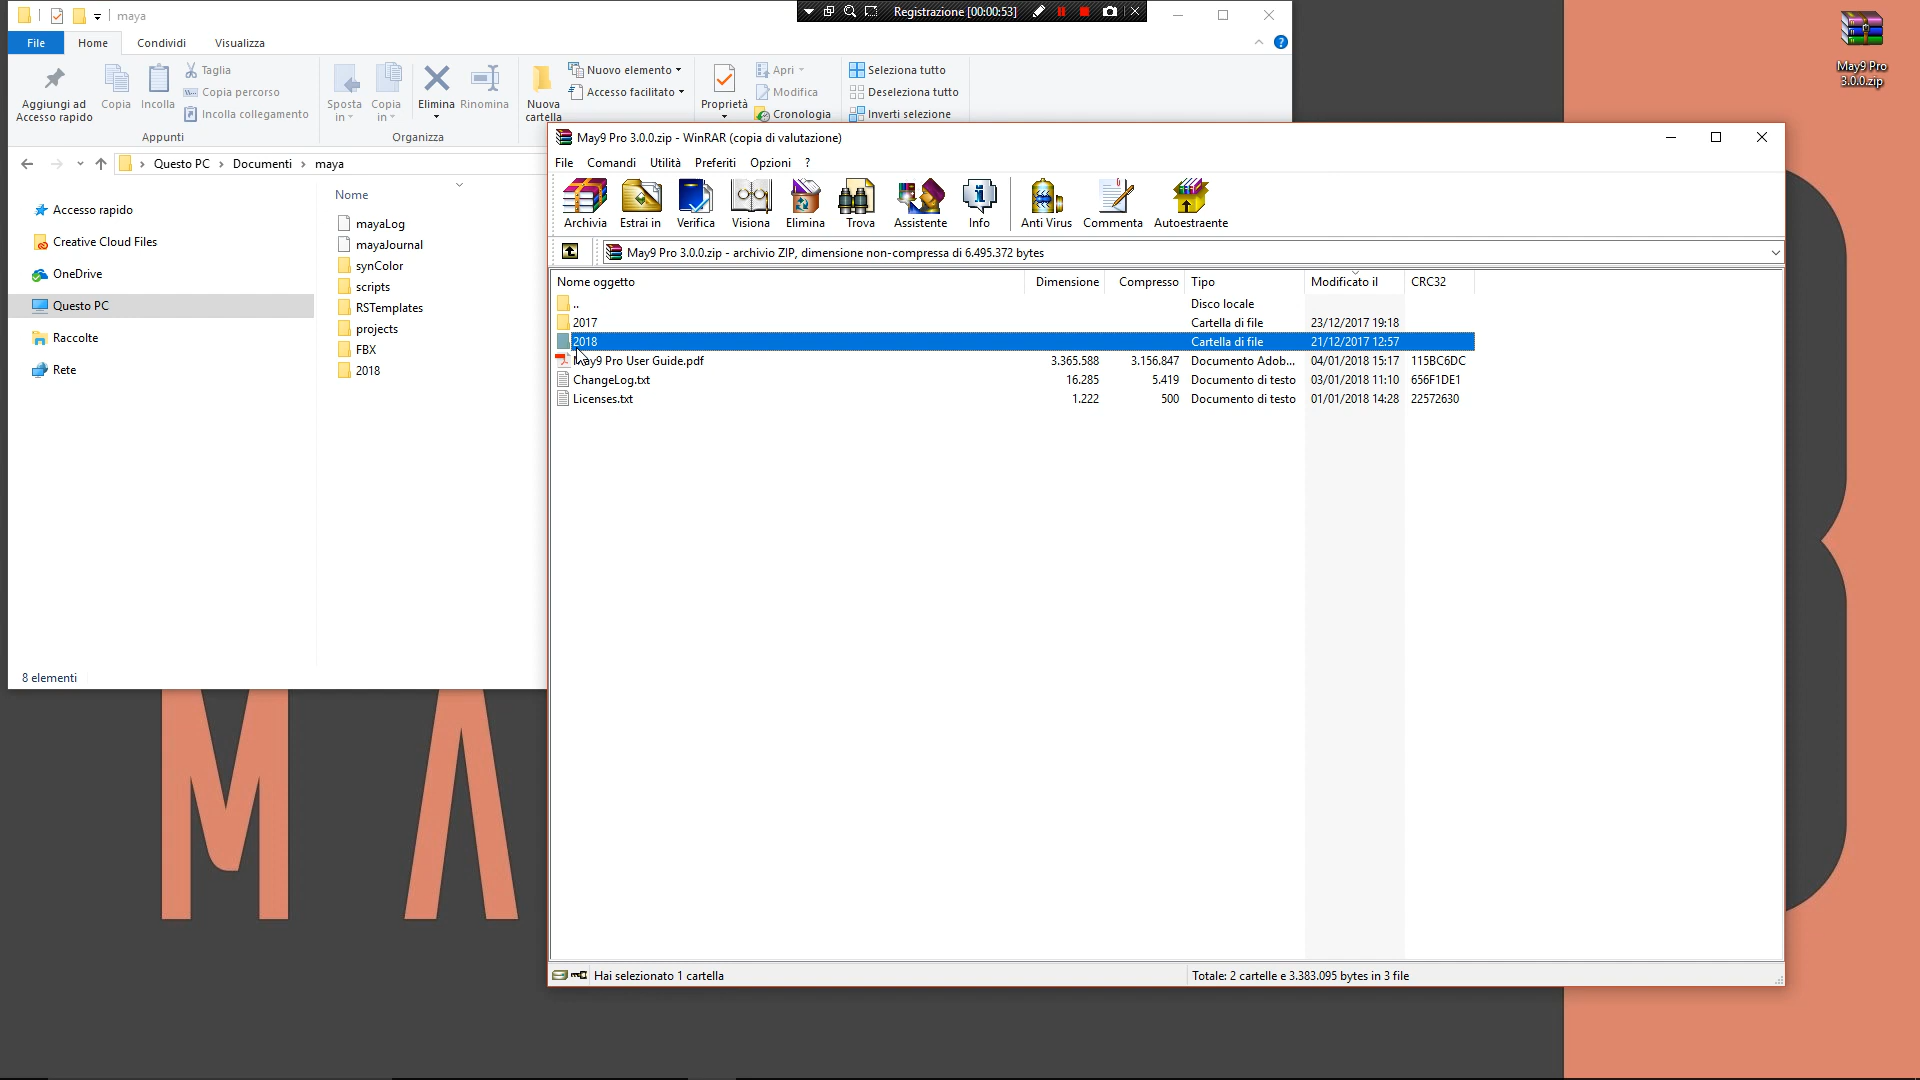 maya
Registrazione [00:00:53]
File Home Condividi Visualizza
Aggiungi ad Accesso rapido
Copia
Incolla
Taglia
Copia percorso
Incolla collegamento
Appunti
Sposta in
Copia in
Elimina
Rinomina
Organizza
Nuova cartella
Nuovo elemento
Accesso facilitato
Proprietà
Apri
Modifica
Cronologia
Seleziona tutto
Deseleziona tutto
Inverti selezione
Questo PC > Documenti > maya
Accesso rapido
Creative Cloud Files
OneDrive
Questo PC
Raccolte
Rete
Nome
mayaLog
mayaJournal
synColor
scripts
RSTemplates
projects
FBX
2018
8 elementi
May9 Pro 3.0.0.zip - WinRAR (copia di valutazione)
File Comandi Utilità Preferiti Opzioni ?
Archivia Estrai in Verifica Visiona Elimina Trova Assistente Info Anti Virus Commenta Autoestraente
May9 Pro 3.0.0.zip - archivio ZIP, dimensione non-compressa di 6.495.372 bytes
Nome oggetto Dimensione Compresso Tipo Modificato il CRC32
.. Disco locale
2017 Cartella di file 23/12/2017 19:18
2018 Cartella di file 21/12/2017 12:57
May9 Pro User Guide.pdf 3.365.588 3.156.847 Documento Adob... 04/01/2018 15:17 115BC6DC
ChangeLog.txt 16.285 5.419 Documento di testo 03/01/2018 11:10 656F1DE1
Licenses.txt 1.222 500 Documento di testo 01/01/2018 14:28 22572630
Hai selezionato 1 cartella
Totale: 2 cartelle e 3.383.095 bytes in 3 file
May9 Pro
3.0.0.zip
M A